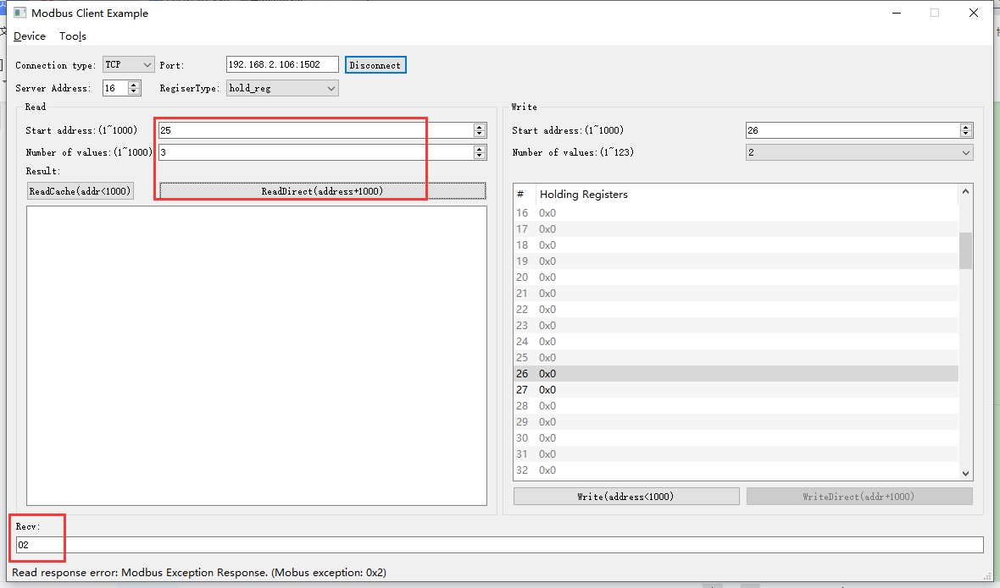 Modbus Client Example
Device Tools
Connection type: TCP Port: 192.168.2.106:1502 Disconnect
Server Address: 16 RegiserType: hold_reg
Read
Start address:(1~1000) 25
Number of values:(1~1000) 3
Result:
ReadCache(addr<1000) ReadDirect(address+1000)
Write
Start address:(1~1000) 26
Number of values:(1~123) 2
# Holding Registers
16 0x0
17 0x0
18 0x0
19 0x0
20 0x0
21 0x0
22 0x0
23 0x0
24 0x0
25 0x0
26 0x0
27 0x0
28 0x0
29 0x0
30 0x0
31 0x0
32 0x0
Write(address<1000) WriteDirect(addr+1000)
Recv:
02
Read response error: Modbus Exception Response. (Mobus exception: 0x2)